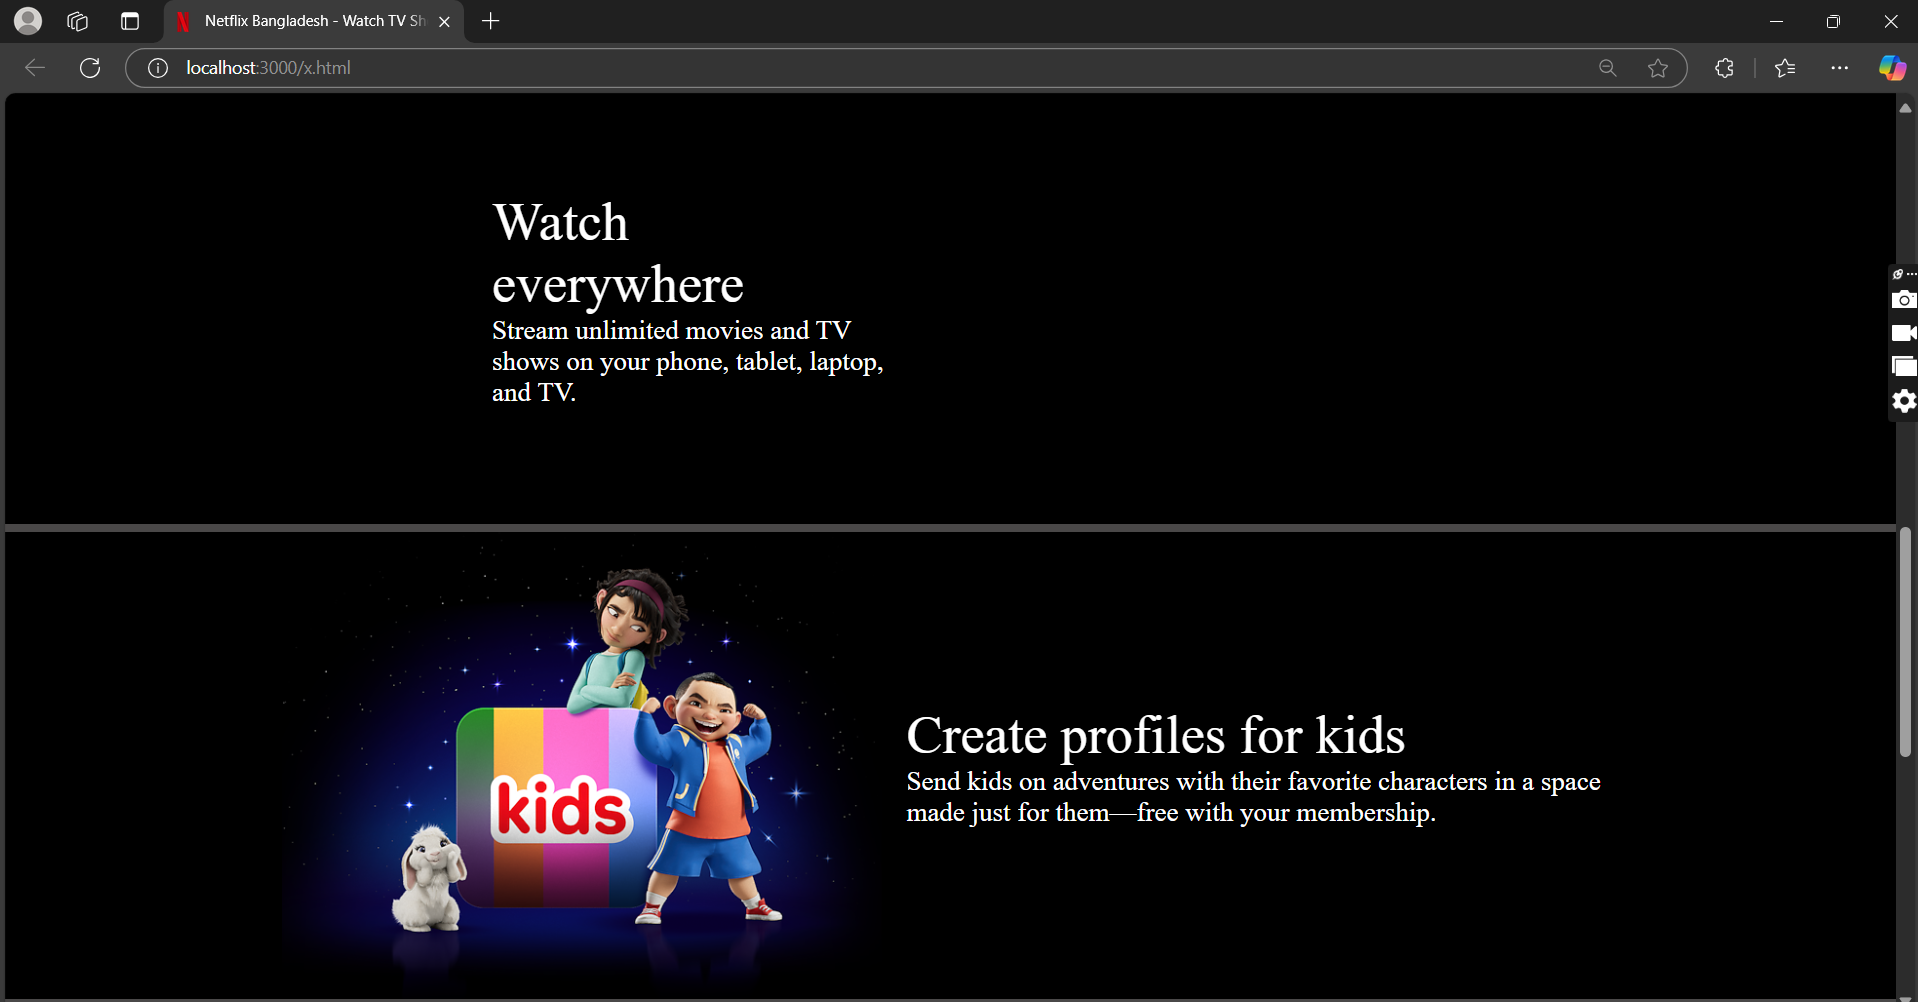 Netflix Bangladesh - Watch TV Sh
localhost:3000/x.html
Watch
everywhere
Stream unlimited movies and TV
shows on your phone, tablet, laptop,
and TV.
kids
Create profiles for kids
Send kids on adventures with their favorite characters in a space
made just for them—free with your membership.